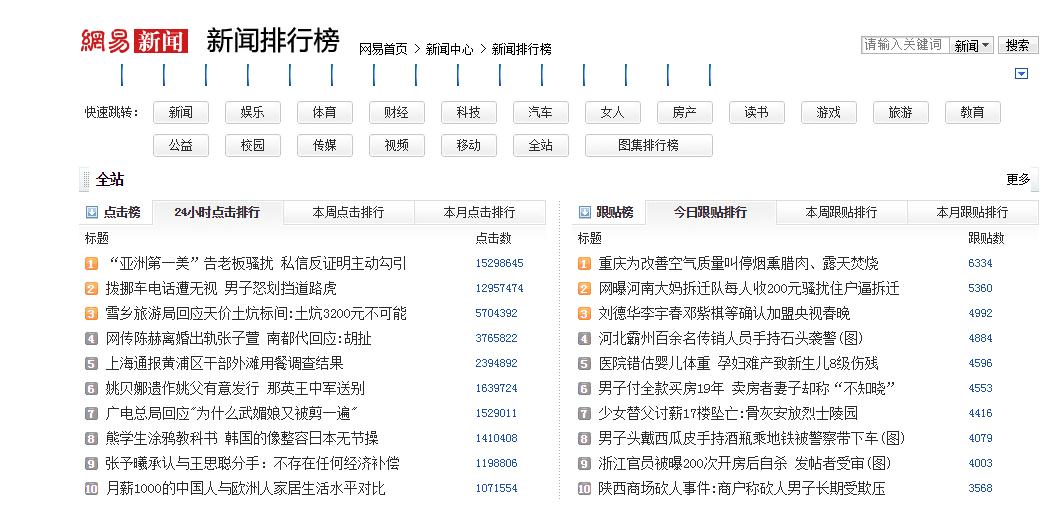 網易 新闻 新闻排行榜 网易首页 > 新闻中心 > 新闻排行榜 请输入关键词 新闻 搜索
快速跳转： 新闻 娱乐 体育 财经 科技 汽车 女人 房产 读书 游戏 旅游 教育
公益 校园 传媒 视频 移动 全站 图集排行榜
全站 更多
点击榜 24小时点击排行 本周点击排行 本月点击排行
标题 点击数
1 “亚洲第一美”告老板骚扰 私信反证明主动勾引 15298645
2 拨挪车电话遭无视 男子怒划挡道路虎 12957474
3 雪乡旅游局回应天价土炕标间:土炕3200元不可能 5704392
4 网传陈赫离婚出轨张子萱 南都代回应:胡扯 3765822
5 上海通报黄浦区干部外滩用餐调查结果 2394892
6 姚贝娜遗作姚父有意发行 那英王中军送别 1639724
7 广电总局回应"为什么武媚娘又被剪一遍" 1529011
8 熊学生涂鸦教科书 韩国的像整容日本无节操 1410408
9 张予曦承认与王思聪分手：不存在任何经济补偿 1198806
10 月薪1000的中国人与欧洲人家居生活水平对比 1071554
跟贴榜 今日跟贴排行 本周跟贴排行 本月跟贴排行
标题 跟贴数
1 重庆为改善空气质量叫停烟熏腊肉、露天焚烧 6334
2 网曝河南大妈拆迁队每人收200元骚扰住户逼拆迁 5360
3 刘德华李宇春邓紫棋等确认加盟央视春晚 4992
4 河北霸州百余名传销人员手持石头袭警(图) 4884
5 医院错估婴儿体重 孕妇难产致新生儿8级伤残 4596
6 男子付全款买房19年 卖房者妻子却称“不知晓” 4553
7 少女替父讨薪17楼坠亡:骨灰安放烈士陵园 4416
8 男子头戴西瓜皮手持酒瓶乘地铁被警察带下车(图) 4079
9 浙江官员被曝200次开房后自杀 发帖者受审(图) 4003
10 陕西商场砍人事件:商户称砍人男子长期受欺压 3568